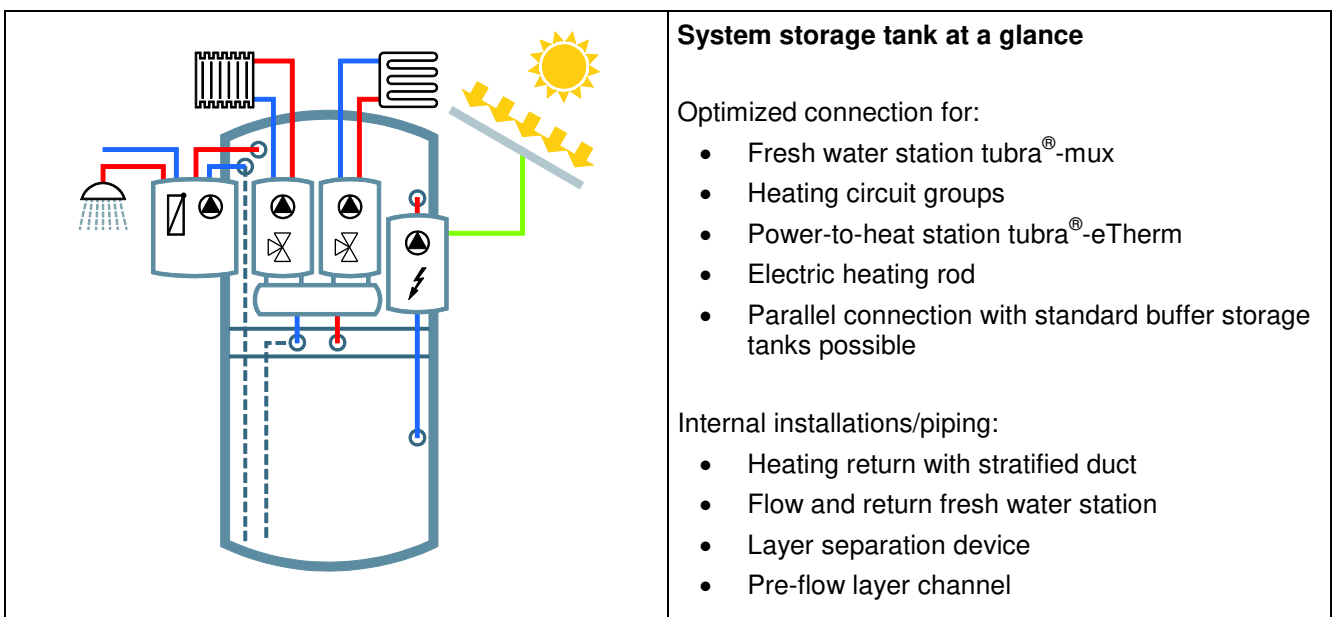 System storage tank at a glance
Optimized connection for:
• Fresh water station tubra®-mux
• Heating circuit groups
• Power-to-heat station tubra®-eTherm
• Electric heating rod
• Parallel connection with standard buffer storage
tanks possible
Internal installations/piping:
• Heating return with stratified duct
• Flow and return fresh water station
• Layer separation device
• Pre-flow layer channel